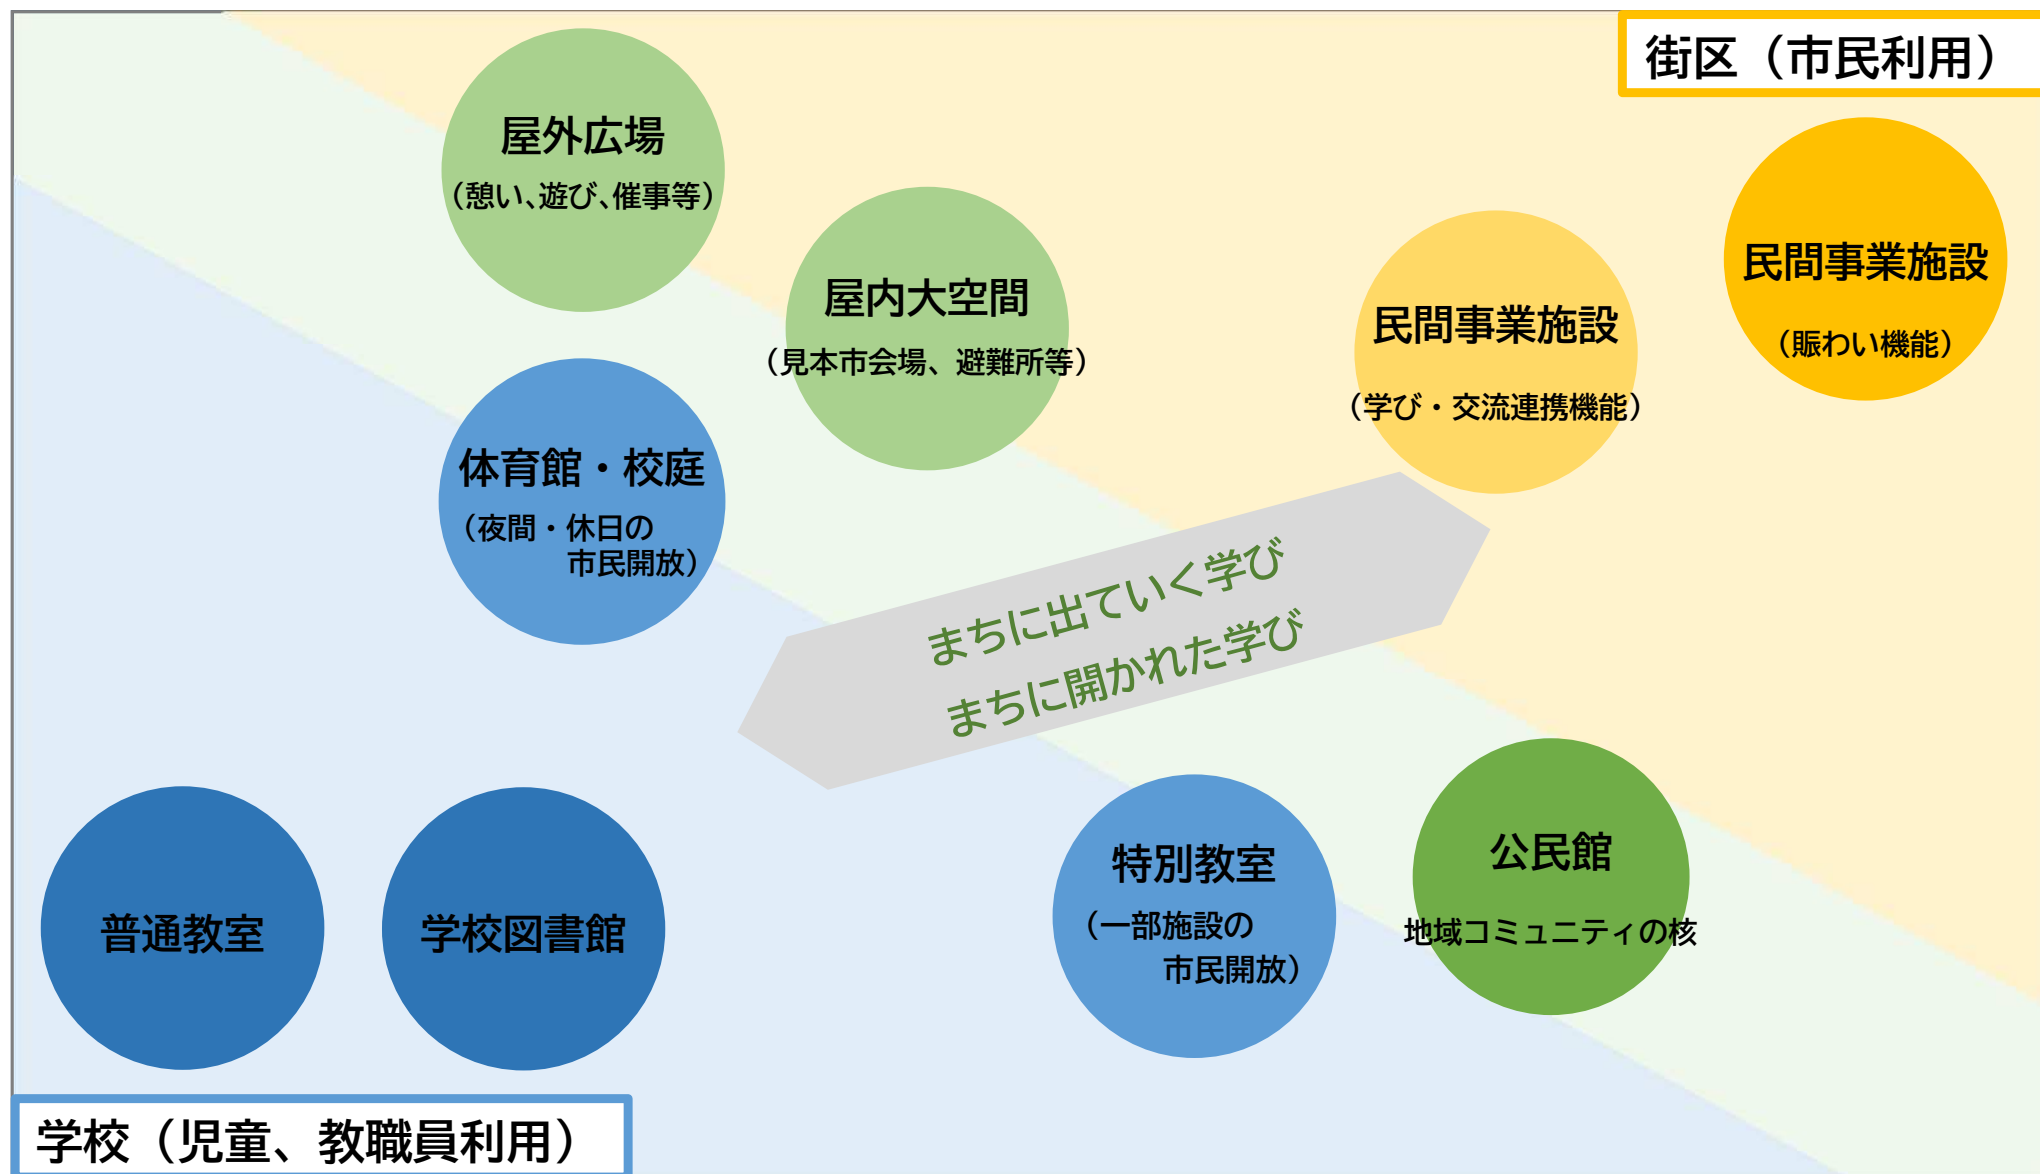 街区（市民利用）
屋外広場
（憩い、遊び、催事等）
屋内大空間
（見本市会場、避難所等）
民間事業施設
（賑わい機能）
民間事業施設
（学び・交流連携機能）
体育館・校庭
（夜間・休日の
市民開放）
まちに出ていく学び
まちに開かれた学び
普通教室
学校図書館
特別教室
（一部施設の
市民開放）
公民館
地域コミュニティの核
学校（児童、教職員利用）